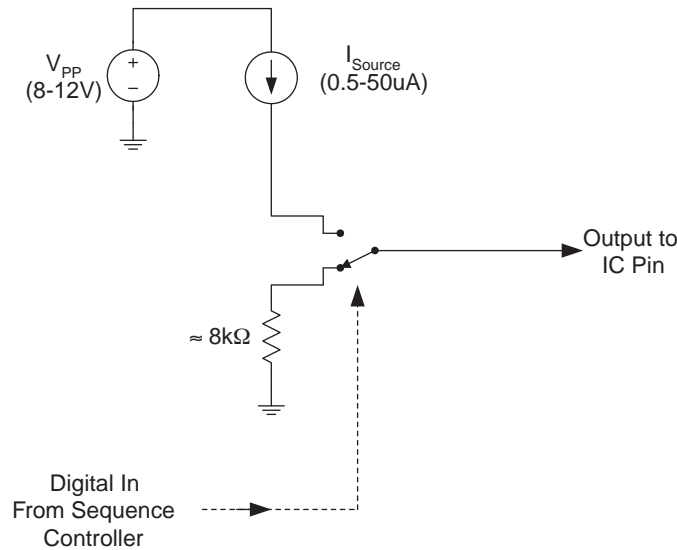 V_PP
(8-12V)
+
−
I_Source
(0.5-50uA)
Output to
IC Pin
≈ 8kΩ
Digital In
From Sequence
Controller